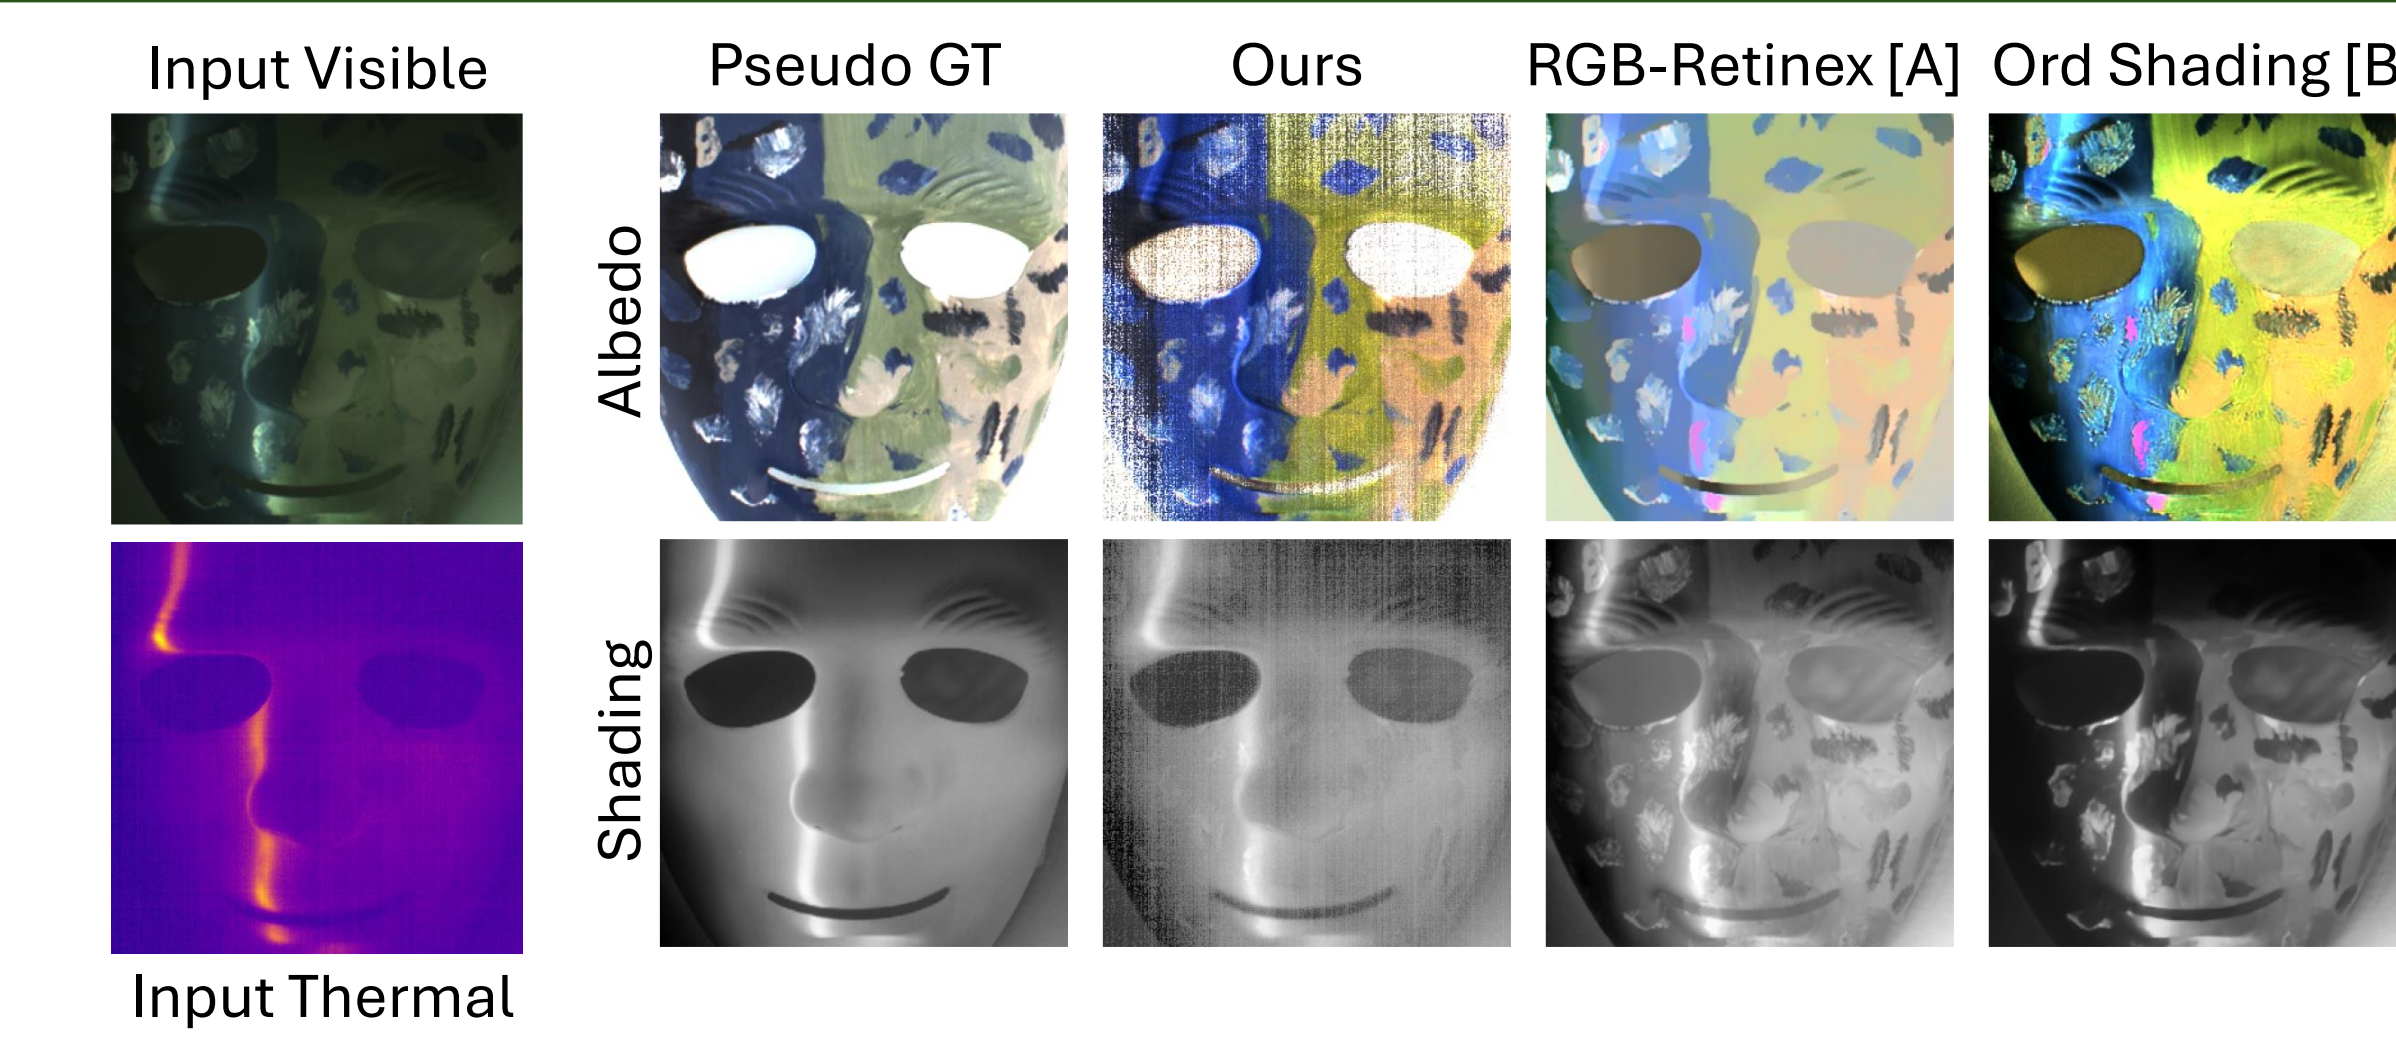 Input Visible
Pseudo GT
Ours
RGB-Retinex [A]
Ord Shading [B
Albedo
Shading
Input Thermal